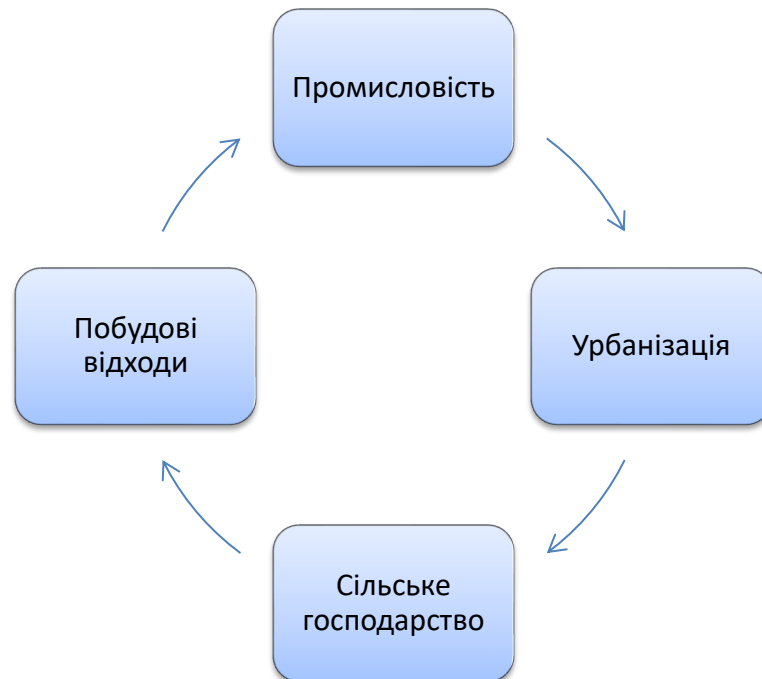 Промисловість
Побудові
відходи
Урбанізація
Сільське
господарство